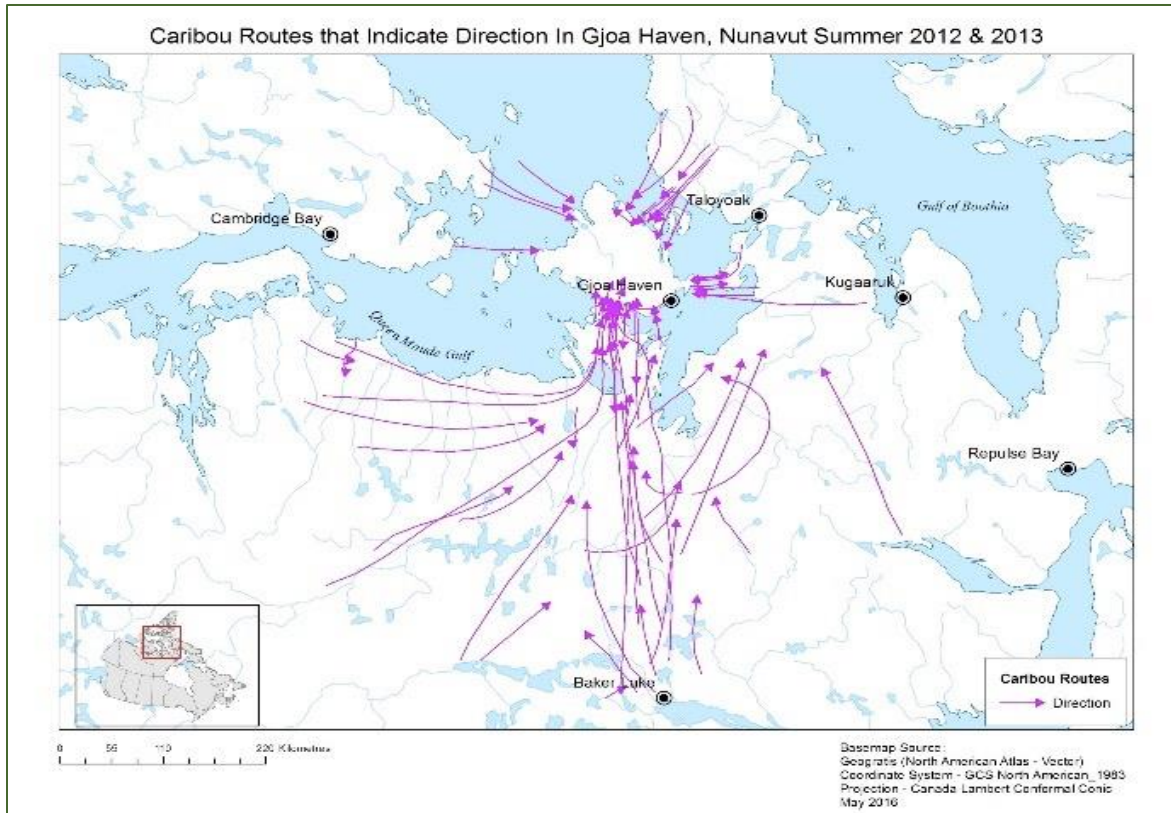 Caribou Routes that Indicate Direction In Gjoa Haven, Nunavut Summer 2012 & 2013
Taloyoak
Gulf of Boothia
Cambridge Bay
Gjoa Haven
Kugaaruk
Queen Maude Gulf
Repulse Bay
Baker Lake
Caribou Routes
Direction
0 55 110 220 Kilometres
Basemap Source:
Geogratis (North American Atlas - Vector)
Coordinate System - GCS North American_1983
Projection - Canada Lambert Conformal Conic
May 2016